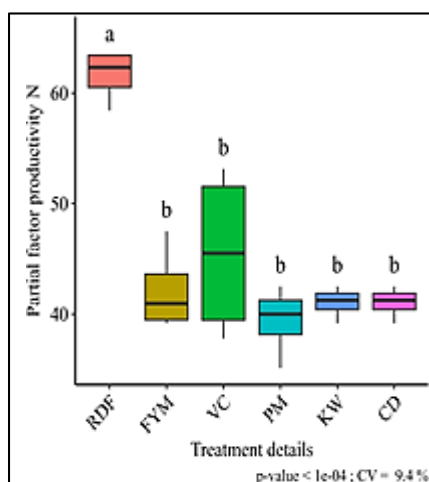 Partial factor productivity N
60
50
40
a
b
b
b
b
b
RDF
FYM
VC
PM
KW
CD
Treatment details
p-value < 1e-04 ; CV = 9.4 %